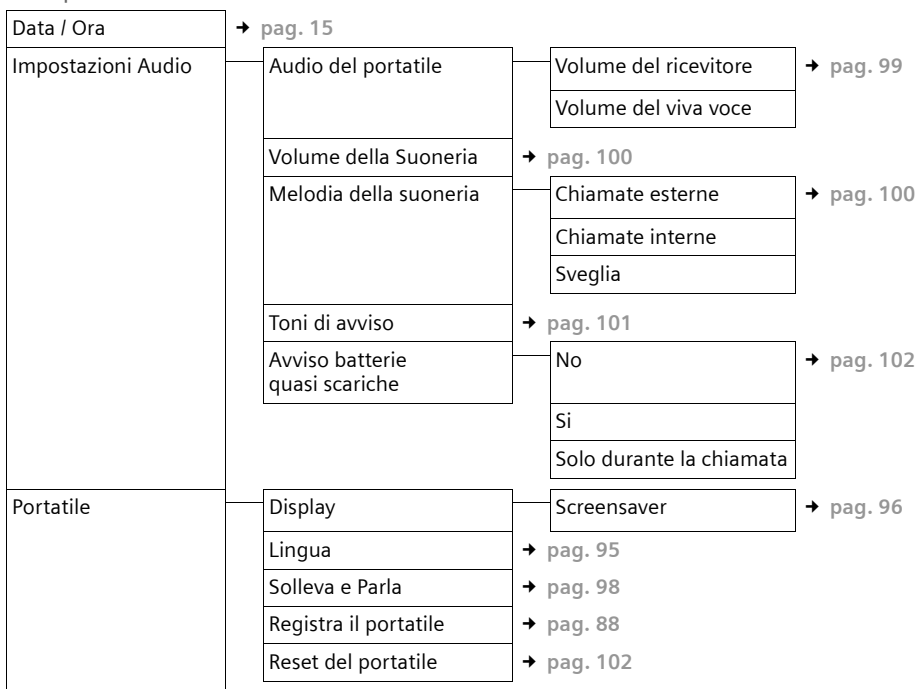 Data / Ora → pag. 15
Impostazioni Audio Audio del portatile Volume del ricevitore → pag. 99
Volume del viva voce
Volume della Suoneria → pag. 100
Melodia della suoneria Chiamate esterne → pag. 100
Chiamate interne
Sveglia
Toni di avviso → pag. 101
Avviso batterie
quasi scariche No → pag. 102
Si
Solo durante la chiamata
Portatile Display Screensaver → pag. 96
Lingua → pag. 95
Solleva e Parla → pag. 98
Registra il portatile → pag. 88
Reset del portatile → pag. 102